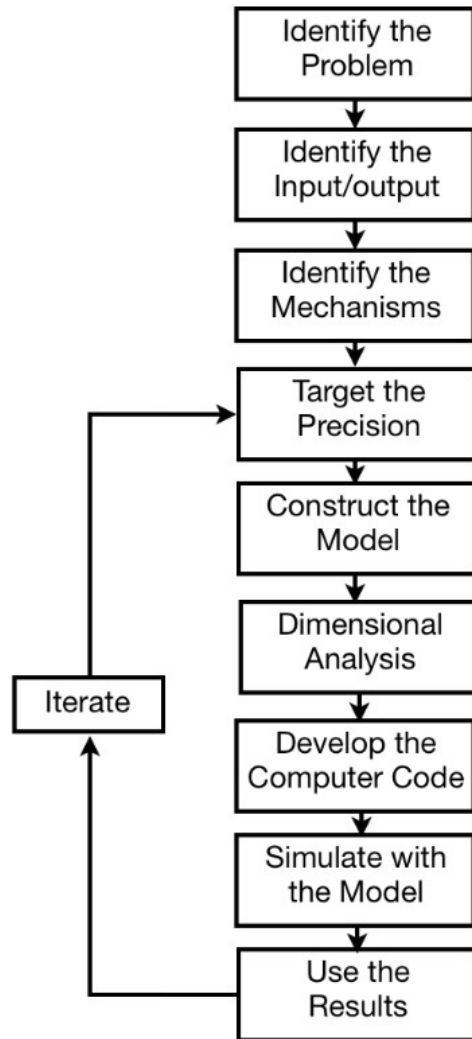 Identify the
Problem
Identify the
Input/output
Identify the
Mechanisms
Target the
Precision
Construct the
Model
Dimensional
Analysis
Iterate
Develop the
Computer Code
Simulate with
the Model
Use the
Results